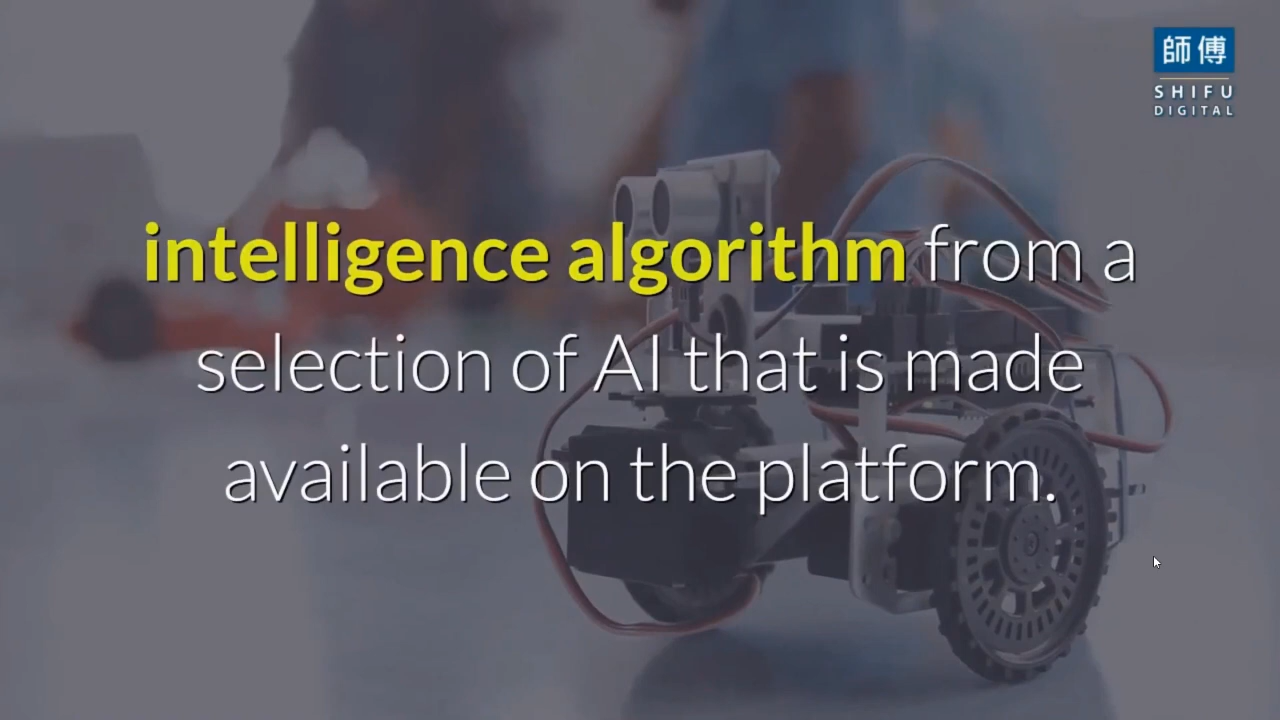 師傅
SHIFU
DIGITAL
intelligence algorithm from a
selection of AI that is made
available on the platform.